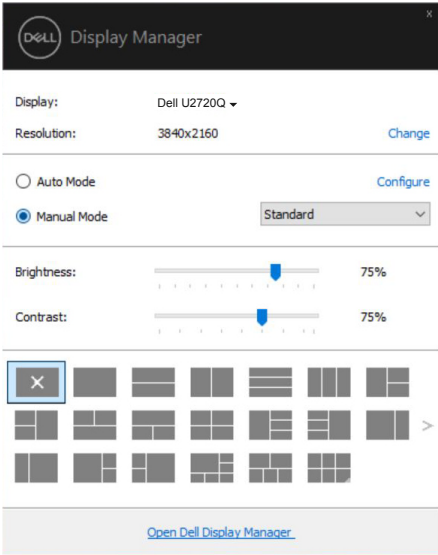 DELL Display Manager
x
Display: Dell U2720Q
Resolution: 3840x2160 Change
Auto Mode Configure
Manual Mode Standard
Brightness: 75%
Contrast: 75%
Open Dell Display Manager